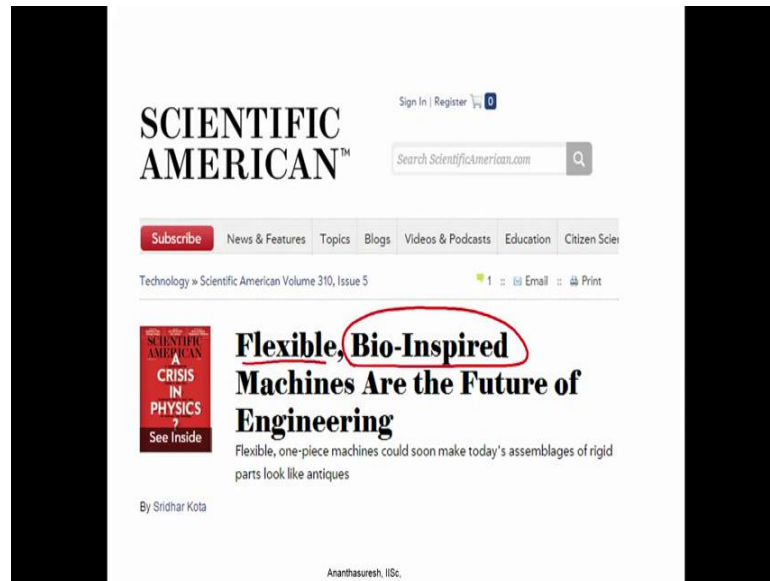 Sign In | Register 0
SCIENTIFIC
AMERICAN™
Search ScientificAmerican.com
Subscribe News & Features Topics Blogs Videos & Podcasts Education Citizen Scien
Technology » Scientific American Volume 310, Issue 5
1 :: Email :: Print
SCIENTIFIC
AMERICAN
A
CRISIS
IN
PHYSICS
?
See Inside
Flexible, Bio-Inspired
Machines Are the Future of
Engineering
Flexible, one-piece machines could soon make today's assemblages of rigid
parts look like antiques
By Sridhar Kota
Ananthasuresh, IISc,